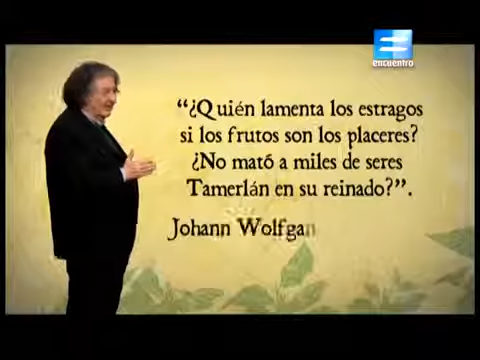 encuentro
“¿Quién lamenta los estragos
si los frutos son los placeres?
¿No mató a miles de seres
Tamerlán en su reinado?”.
Johann Wolfgan